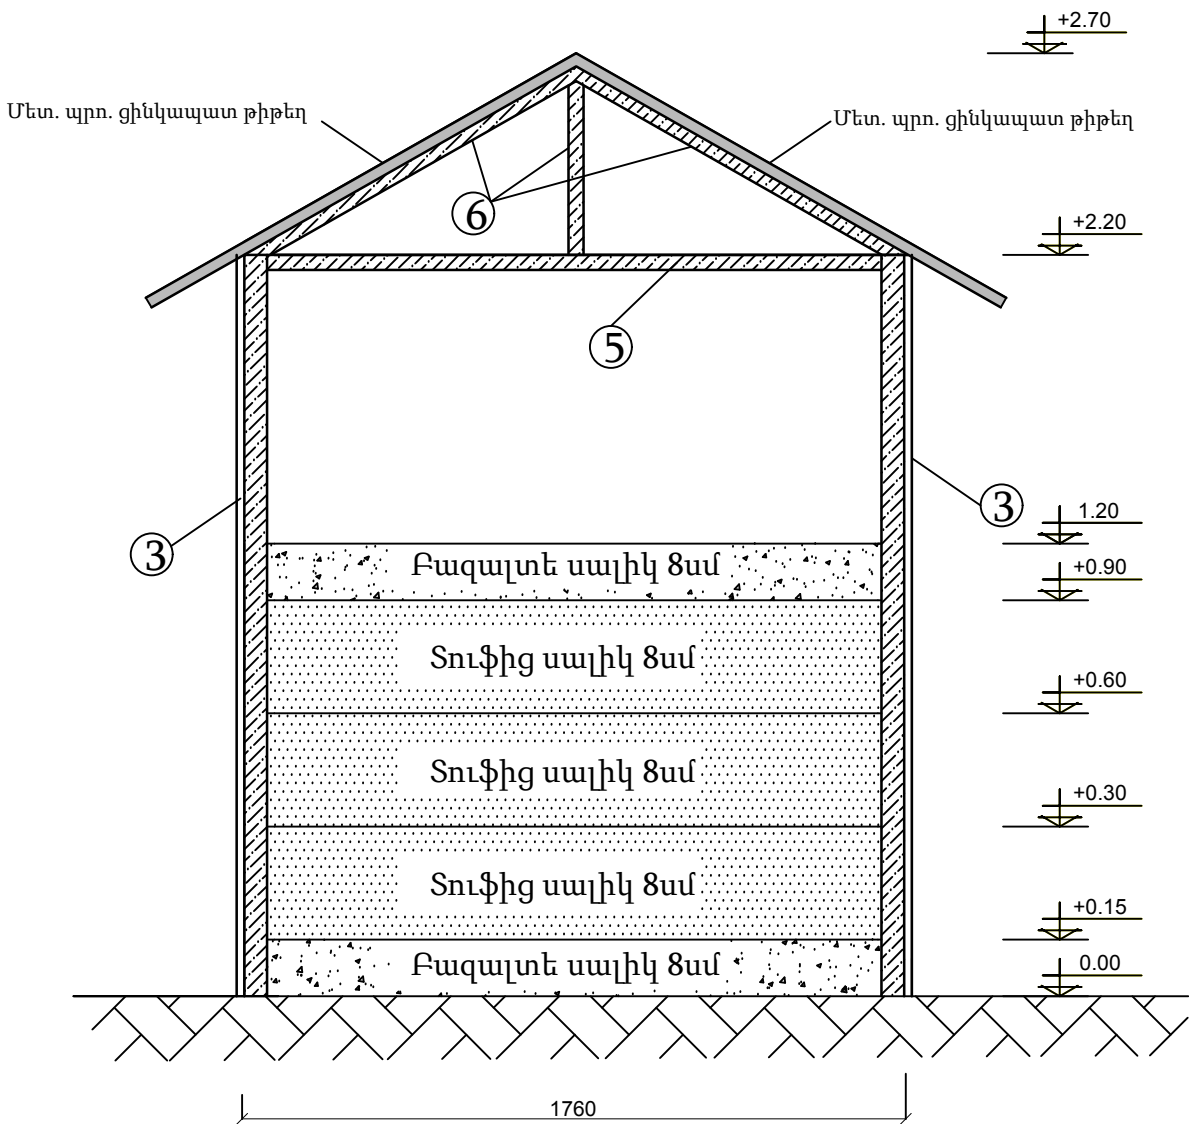 +2.70
Մետ. պրո. ցինկապատ թիթեղ
Մետ. պրո. ցինկապատ թիթեղ
6
+2.20
5
3
3
1.20
Բազալտե սալիկ 8սմ
+0.90
Տուֆից սալիկ 8սմ
+0.60
Տուֆից սալիկ 8սմ
+0.30
Տուֆից սալիկ 8սմ
+0.15
Բազալտե սալիկ 8սմ
0.00
1760